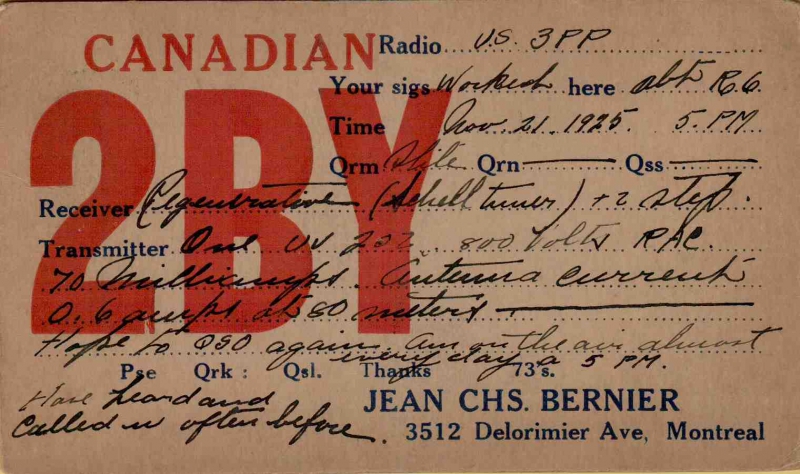 CANADIAN
2BY
Radio U.S. 3PP
Your sigs Worked here abt R.6.
Time Nov. 21. 1925. 5. PM.
Qrm Qrn — Qss —
Receiver Regenerative (Schell tuner) + 2 step.
Transmitter One UV 202. 800 Volts RAC.
70 Milliamps. Antenna current
0.6 amps at 80 meters —
Hope to QSO again. Am on the air almost
every day a 5 P.M.
Pse Qrk : Qsl. Thanks 73's.
Have heard and
Called u often before.
JEAN CHS. BERNIER
3512 Delorimier Ave, Montreal